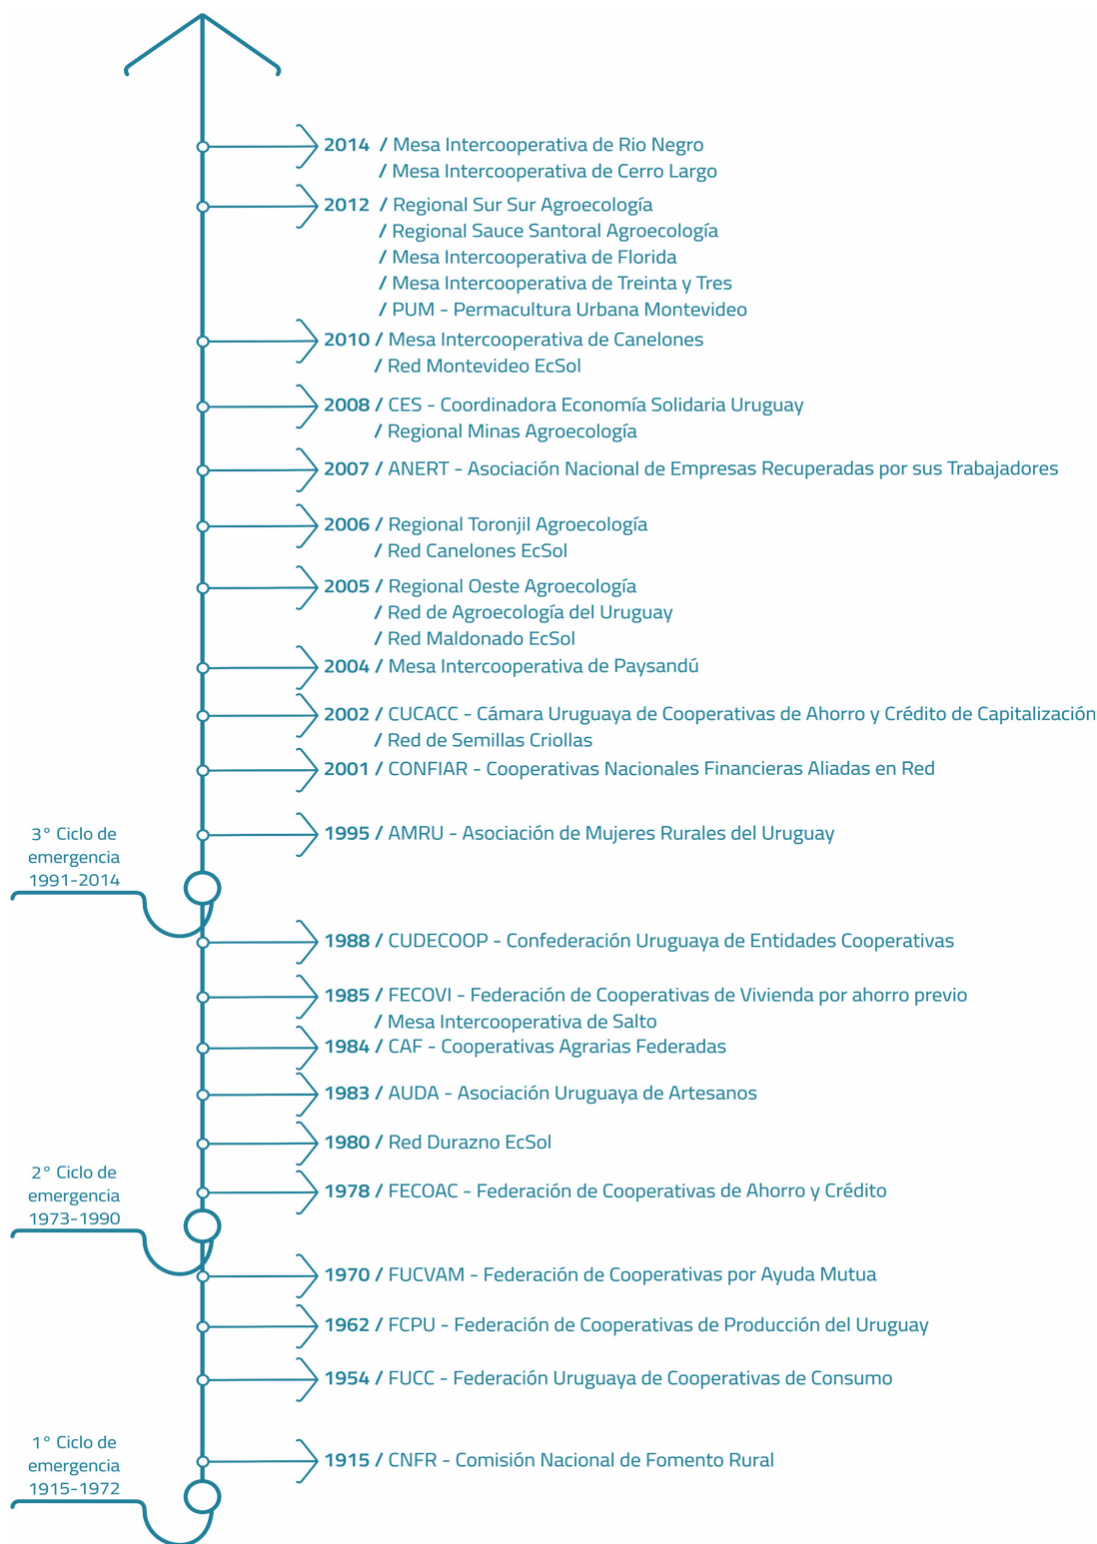 2014 / Mesa Intercooperativa de Rio Negro
/ Mesa Intercooperativa de Cerro Largo
2012 / Regional Sur Sur Agroecología
/ Regional Sauce Santoral Agroecología
/ Mesa Intercooperativa de Florida
/ Mesa Intercooperativa de Treinta y Tres
/ PUM - Permacultura Urbana Montevideo
2010 / Mesa Intercooperativa de Canelones
/ Red Montevideo EcSol
2008 / CES - Coordinadora Economía Solidaria Uruguay
/ Regional Minas Agroecología
2007 / ANERT - Asociación Nacional de Empresas Recuperadas por sus Trabajadores
2006 / Regional Toronjil Agroecología
/ Red Canelones EcSol
2005 / Regional Oeste Agroecología
/ Red de Agroecología del Uruguay
/ Red Maldonado EcSol
2004 / Mesa Intercooperativa de Paysandú
2002 / CUCACC - Cámara Uruguaya de Cooperativas de Ahorro y Crédito de Capitalización
/ Red de Semillas Criollas
2001 / CONFIAR - Cooperativas Nacionales Financieras Aliadas en Red
1995 / AMRU - Asociación de Mujeres Rurales del Uruguay
3° Ciclo de
emergencia
1991-2014
1988 / CUDECOOP - Confederación Uruguaya de Entidades Cooperativas
1985 / FECOVI - Federación de Cooperativas de Vivienda por ahorro previo
/ Mesa Intercooperativa de Salto
1984 / CAF - Cooperativas Agrarias Federadas
1983 / AUDA - Asociación Uruguaya de Artesanos
1980 / Red Durazno EcSol
1978 / FECOAC - Federación de Cooperativas de Ahorro y Crédito
2° Ciclo de
emergencia
1973-1990
1970 / FUCVAM - Federación de Cooperativas por Ayuda Mutua
1962 / FCPU - Federación de Cooperativas de Producción del Uruguay
1954 / FUCC - Federación Uruguaya de Cooperativas de Consumo
1915 / CNFR - Comisión Nacional de Fomento Rural
1° Ciclo de
emergencia
1915-1972